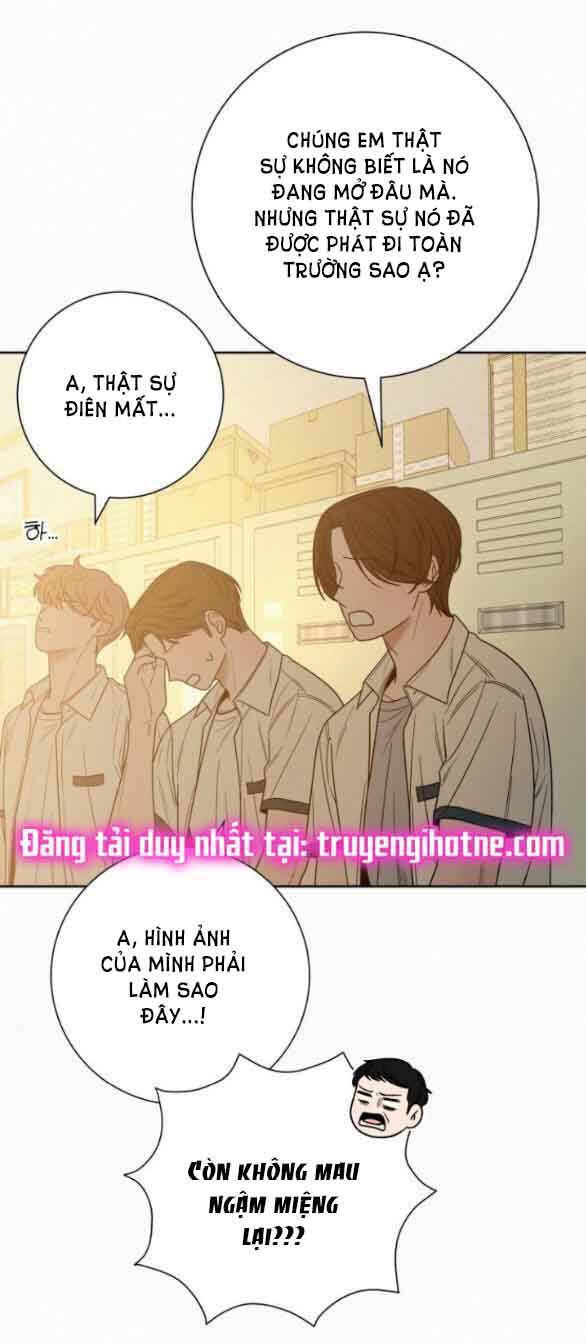 CHÚNG EM THẬT
SỰ KHÔNG BIẾT LÀ NÓ
ĐANG MỞ ĐÂU MÀ.
NHƯNG THẬT SỰ NÓ ĐÃ
ĐƯỢC PHÁT ĐI TOÀN
TRƯỜNG SAO Ạ?
A, THẬT SỰ
ĐIÊN MẤT...
하...
Đăng tải duy nhất tại: truyengihotne.com
A, HÌNH ẢNH
CỦA MÌNH PHẢI
LÀM SAO
ĐÂY...!
CÒN KHÔNG MAU
NGẬM MIỆNG
LẠI???